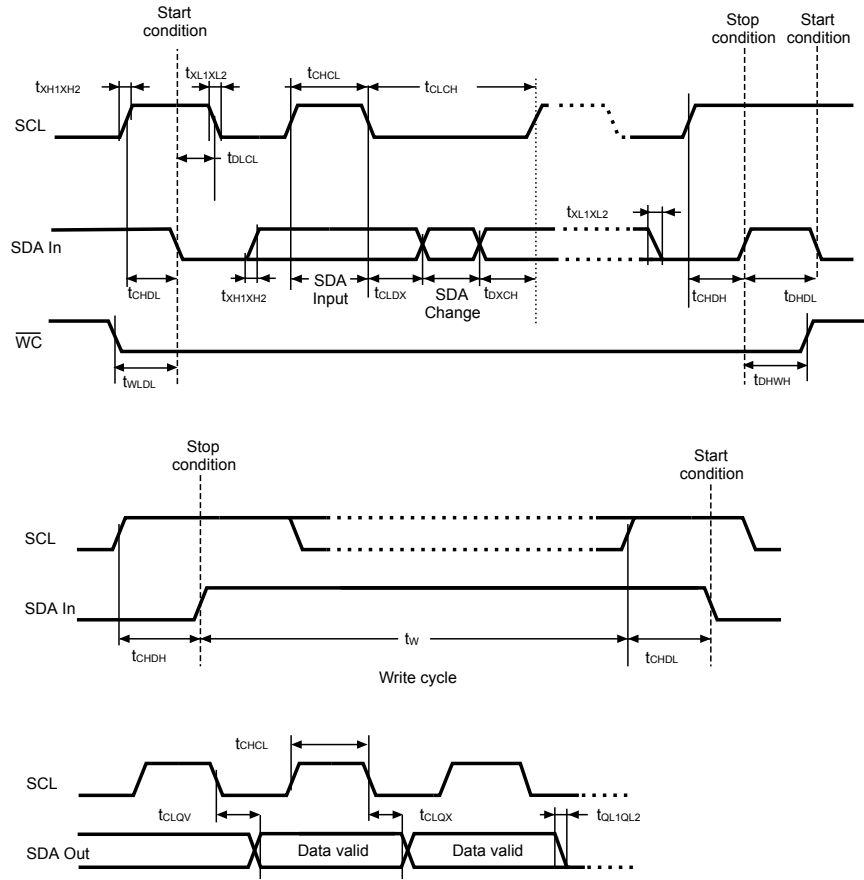 Start
condition
Stop
condition
Start
condition
tXH1XH2
tXL1XL2
tCHCL
tCLCH
SCL
tDLCL
tXL1XL2
SDA In
tCHDL
tXH1XH2
SDA
Input
tCLDX
SDA
Change
tDXCH
tCHDH
tDHDL
WC
tWLDL
tDHWH
Stop
condition
Start
condition
SCL
SDA In
tCHDH
tW
tCHDL
Write cycle
tCHCL
SCL
tCLQV
tCLQX
tQL1QL2
SDA Out
Data valid
Data valid